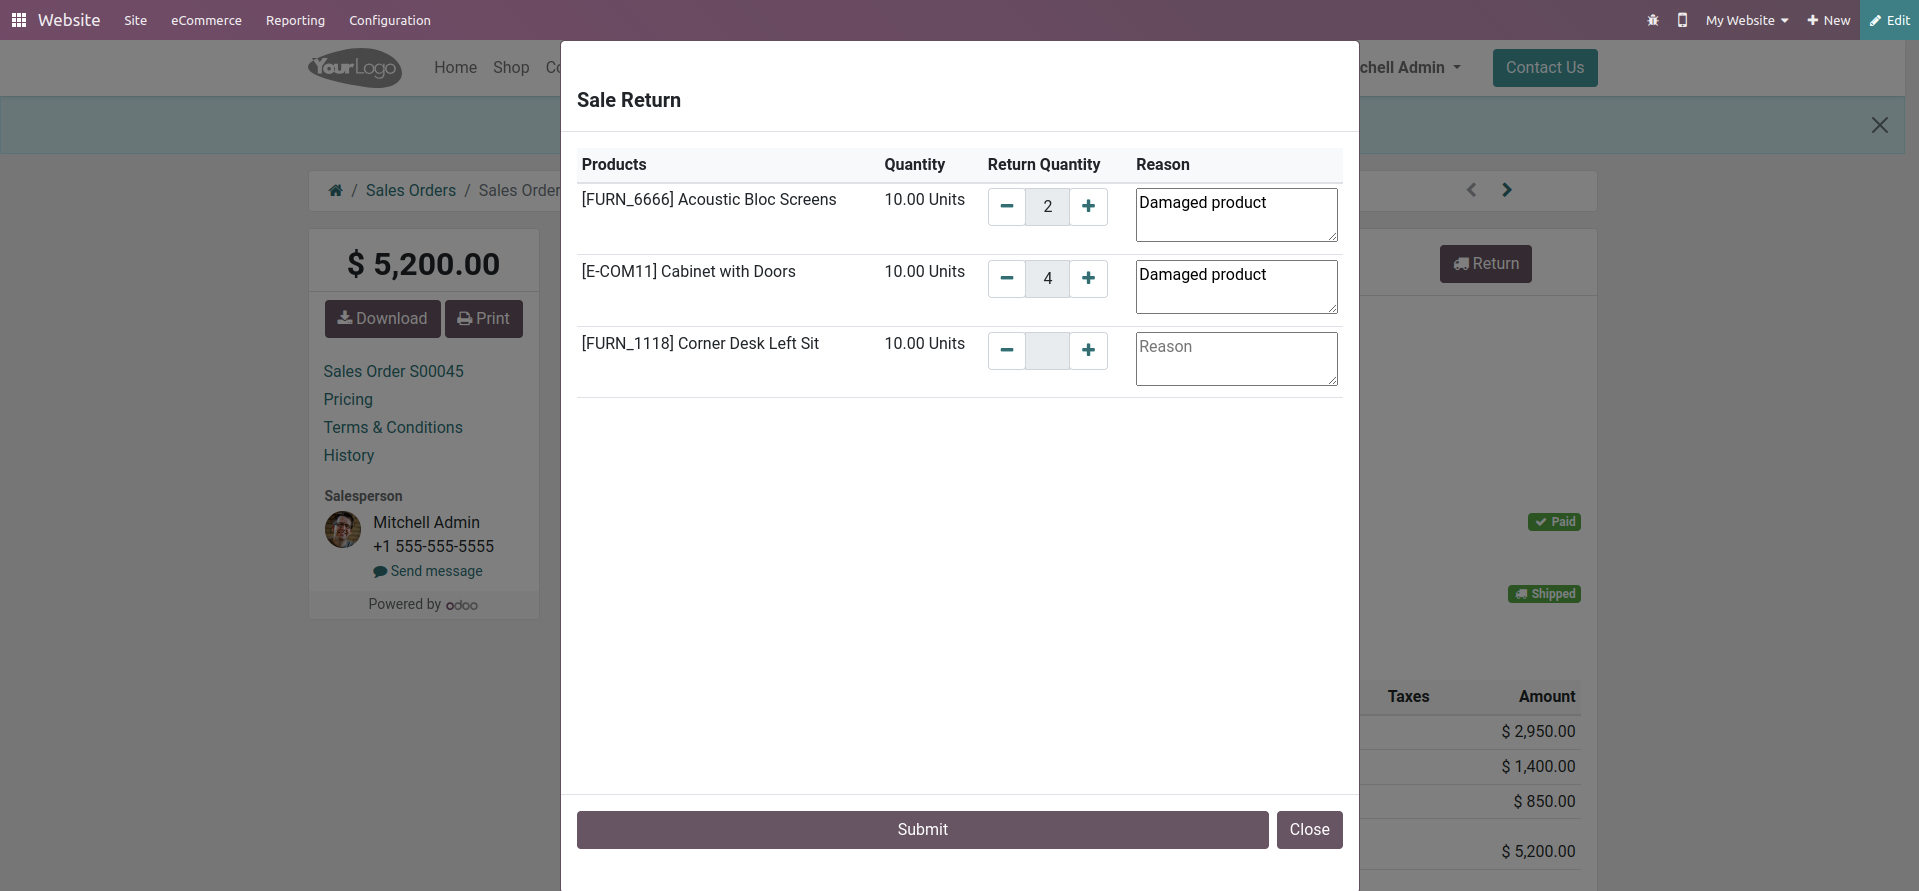 Website Site eCommerce Reporting Configuration My Website New Edit
YourLogo Home Shop Co chell Admin Contact Us
Sale Return
/ Sales Orders / Sales Order
Products Quantity Return Quantity Reason
[FURN_6666] Acoustic Bloc Screens 10.00 Units 2 Damaged product
[E-COM11] Cabinet with Doors 10.00 Units 4 Damaged product
[FURN_1118] Corner Desk Left Sit 10.00 Units Reason
$ 5,200.00
Return
Download Print
Sales Order S00045
Pricing
Terms & Conditions
History
Salesperson
Mitchell Admin
+1 555-555-5555
Send message
Powered by odoo
Paid
Shipped
Taxes Amount
$ 2,950.00
$ 1,400.00
$ 850.00
$ 5,200.00
Submit Close